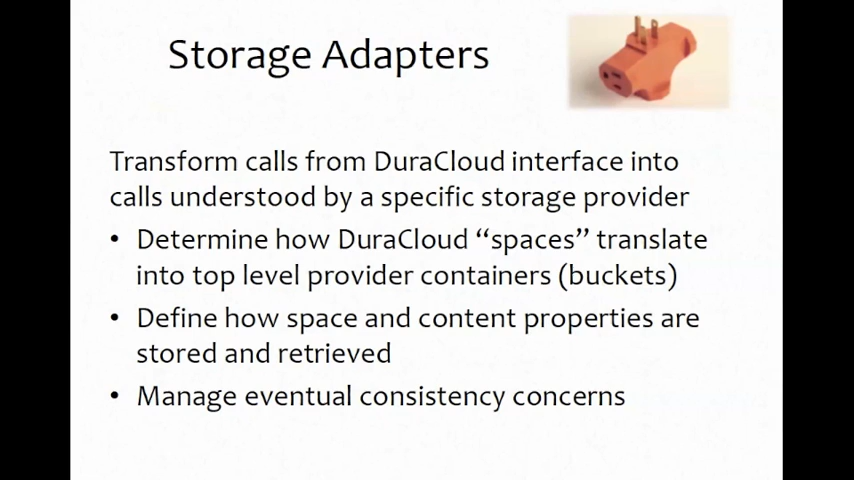 Storage Adapters
Transform calls from DuraCloud interface into
calls understood by a specific storage provider
• Determine how DuraCloud “spaces” translate
into top level provider containers (buckets)
• Define how space and content properties are
stored and retrieved
• Manage eventual consistency concerns